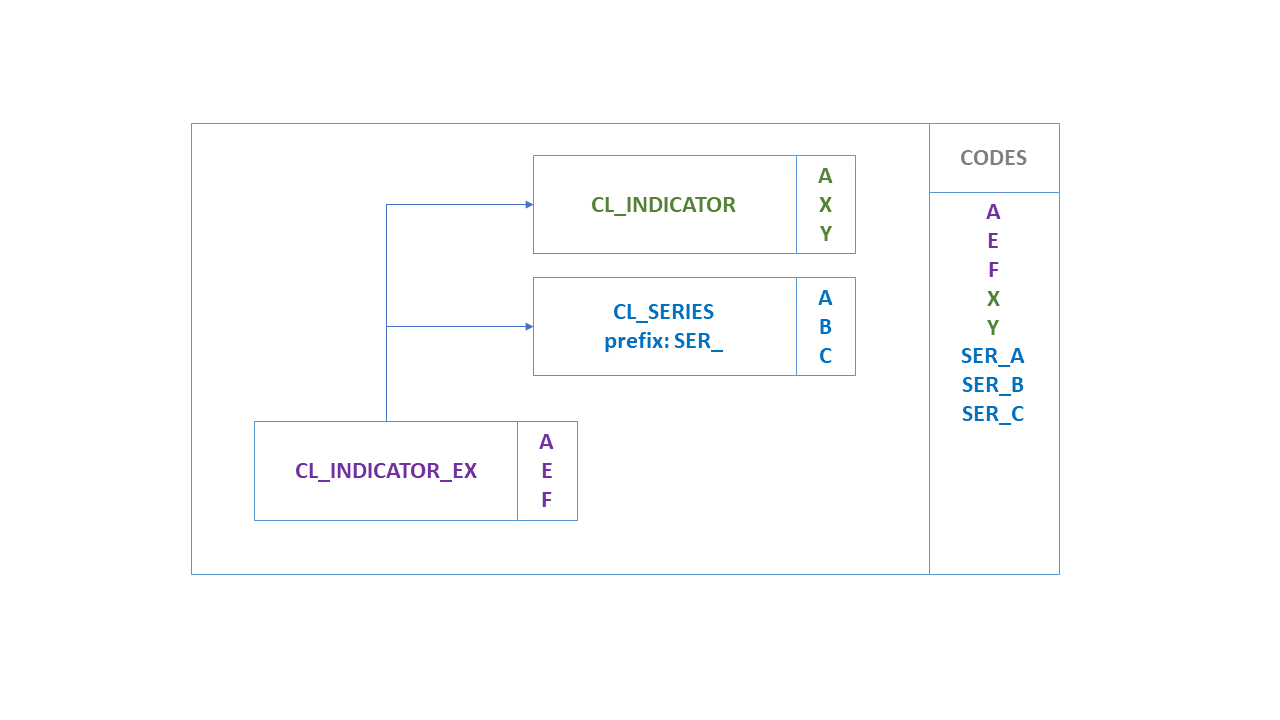 CL_INDICATOR
A
X
Y
CL_SERIES
prefix: SER_
A
B
C
CL_INDICATOR_EX
A
E
F
CODES
A
E
F
X
Y
SER_A
SER_B
SER_C